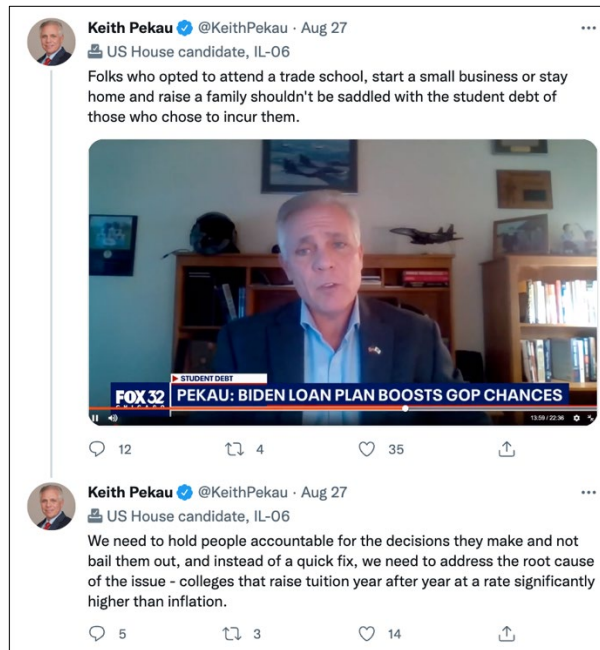 Keith Pekau @KeithPekau · Aug 27
US House candidate, IL-06
Folks who opted to attend a trade school, start a small business or stay
home and raise a family shouldn't be saddled with the student debt of
those who chose to incur them.
STUDENT DEBT
FOX 32 PEKAU: BIDEN LOAN PLAN BOOSTS GOP CHANCES
CHICAGO
13:59 / 22:36
12 4 35
Keith Pekau @KeithPekau · Aug 27
US House candidate, IL-06
We need to hold people accountable for the decisions they make and not
bail them out, and instead of a quick fix, we need to address the root cause
of the issue - colleges that raise tuition year after year at a rate significantly
higher than inflation.
5 3 14